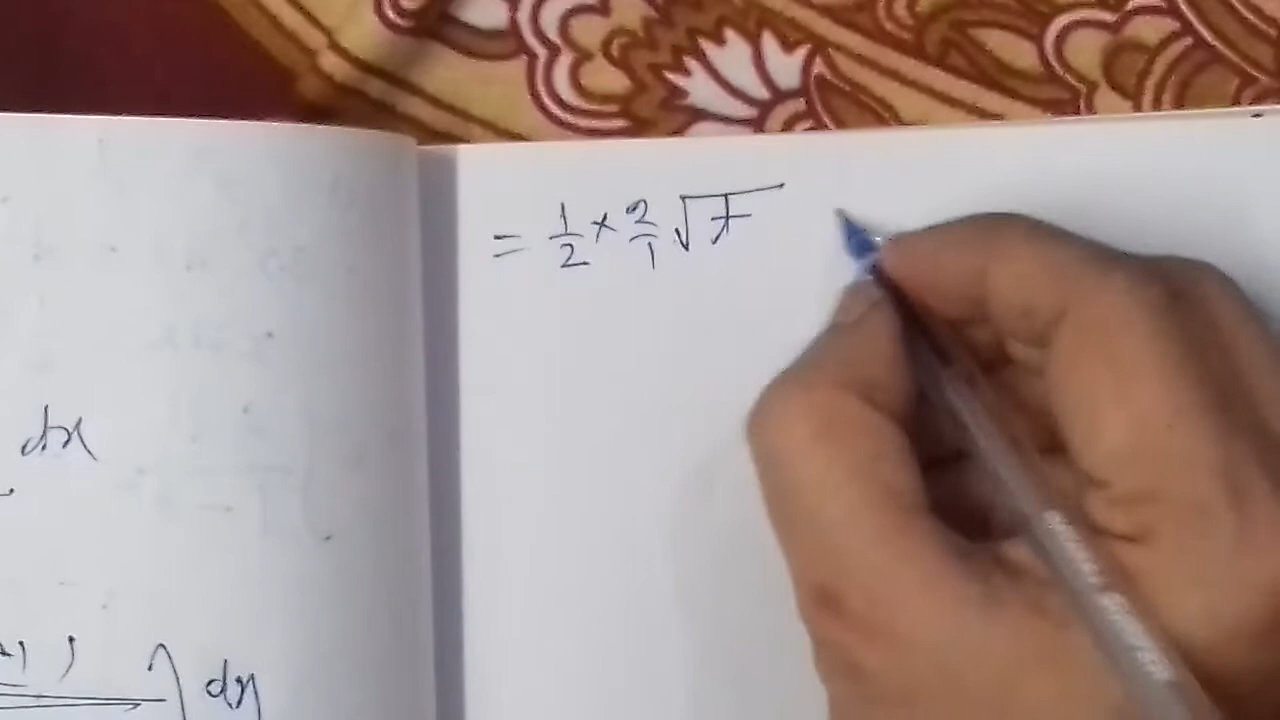 dx
dx
= 1/2 × 2/1 √t